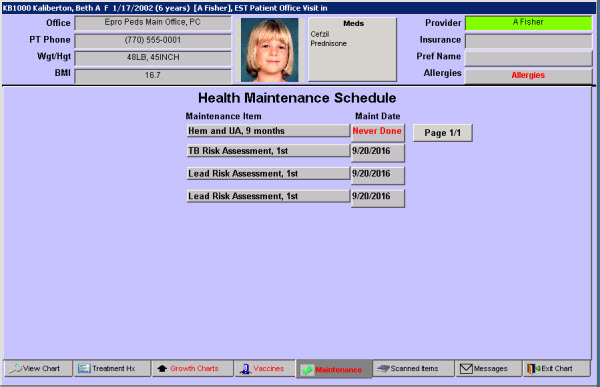 KB1000 Kaliberton, Beth A F 1/17/2002 (6 years) [A Fisher], EST Patient Office Visit in
Office Epro Peds Main Office, PC
PT Phone (770) 555-0001
Wgt/Hgt 48LB, 45INCH
BMI 16.7
Meds
Cefzil
Prednisone
Provider A Fisher
Insurance
Pref Name
Allergies Allergies
Health Maintenance Schedule
Maintenance Item Maint Date
Hem and UA, 9 months Never Done Page 1/1
TB Risk Assessment, 1st 9/20/2016
Lead Risk Assessment, 1st 9/20/2016
Lead Risk Assessment, 1st 9/20/2016
View Chart Treatment Hx Growth Charts Vaccines Maintenance Scanned Items Messages Exit Chart